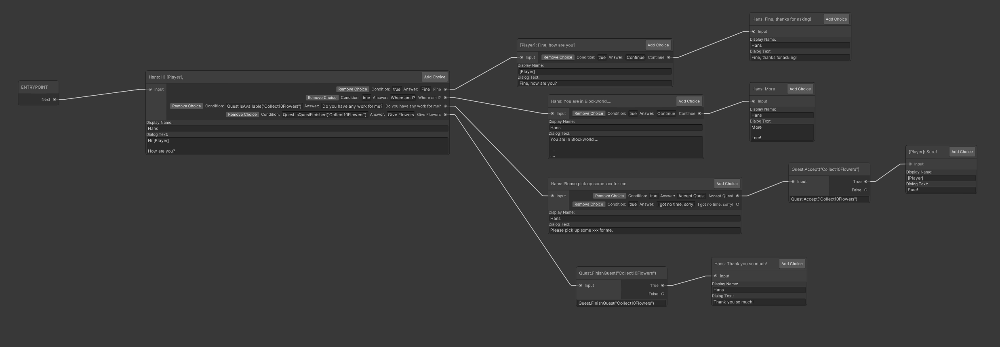 ENTRYPOINT
Next
Hans: Hi [Player],
Add Choice
Input
Remove Choice Condition: true Answer: Fine Fine
Remove Choice Condition: true Answer: Where am I? Where am I?
Remove Choice Condition: Quest.IsAvailable("Collect10Flowers") Answer: Do you have any work for me? Do you have any work for me?
Remove Choice Condition: Quest.IsQuestFinished("Collect10Flowers") Answer: Give Flowers Give Flowers
Display Name:
Hans
Dialog Text:
Hi [Player],
How are you?
[Player]: Fine, how are you?
Add Choice
Input Remove Choice Condition: true Answer: Continue Continue
Display Name:
[Player]
Dialog Text:
Fine, how are you?
Hans: Fine, thanks for asking!
Add Choice
Input
Display Name:
Hans
Dialog Text:
Fine, thanks for asking!
Hans: You are in Blockworld....
Add Choice
Input Remove Choice Condition: true Answer: Continue Continue
Display Name:
Hans
Dialog Text:
You are in Blockworld....
....
....
Hans: More
Add Choice
Input
Display Name:
Hans
Dialog Text:
More
Lore!
Hans: Please pick up some xxx for me.
Add Choice
Input Remove Choice Condition: true Answer: Accept Quest Accept Quest
Remove Choice Condition: true Answer: I got no time, sorry! I got no time, sorry!
Display Name:
Hans
Dialog Text:
Please pick up some xxx for me.
Quest.Accept("Collect10Flowers")
Input True
False
Quest.Accept("Collect10Flowers")
[Player]: Sure!
Add Choice
Input
Display Name:
[Player]
Dialog Text:
Sure!
Quest.FinishQuest("Collect10Flowers")
Input True
False
Quest.FinishQuest("Collect10Flowers")
Hans: Thank you so much!
Add Choice
Input
Display Name:
Hans
Dialog Text:
Thank you so much!